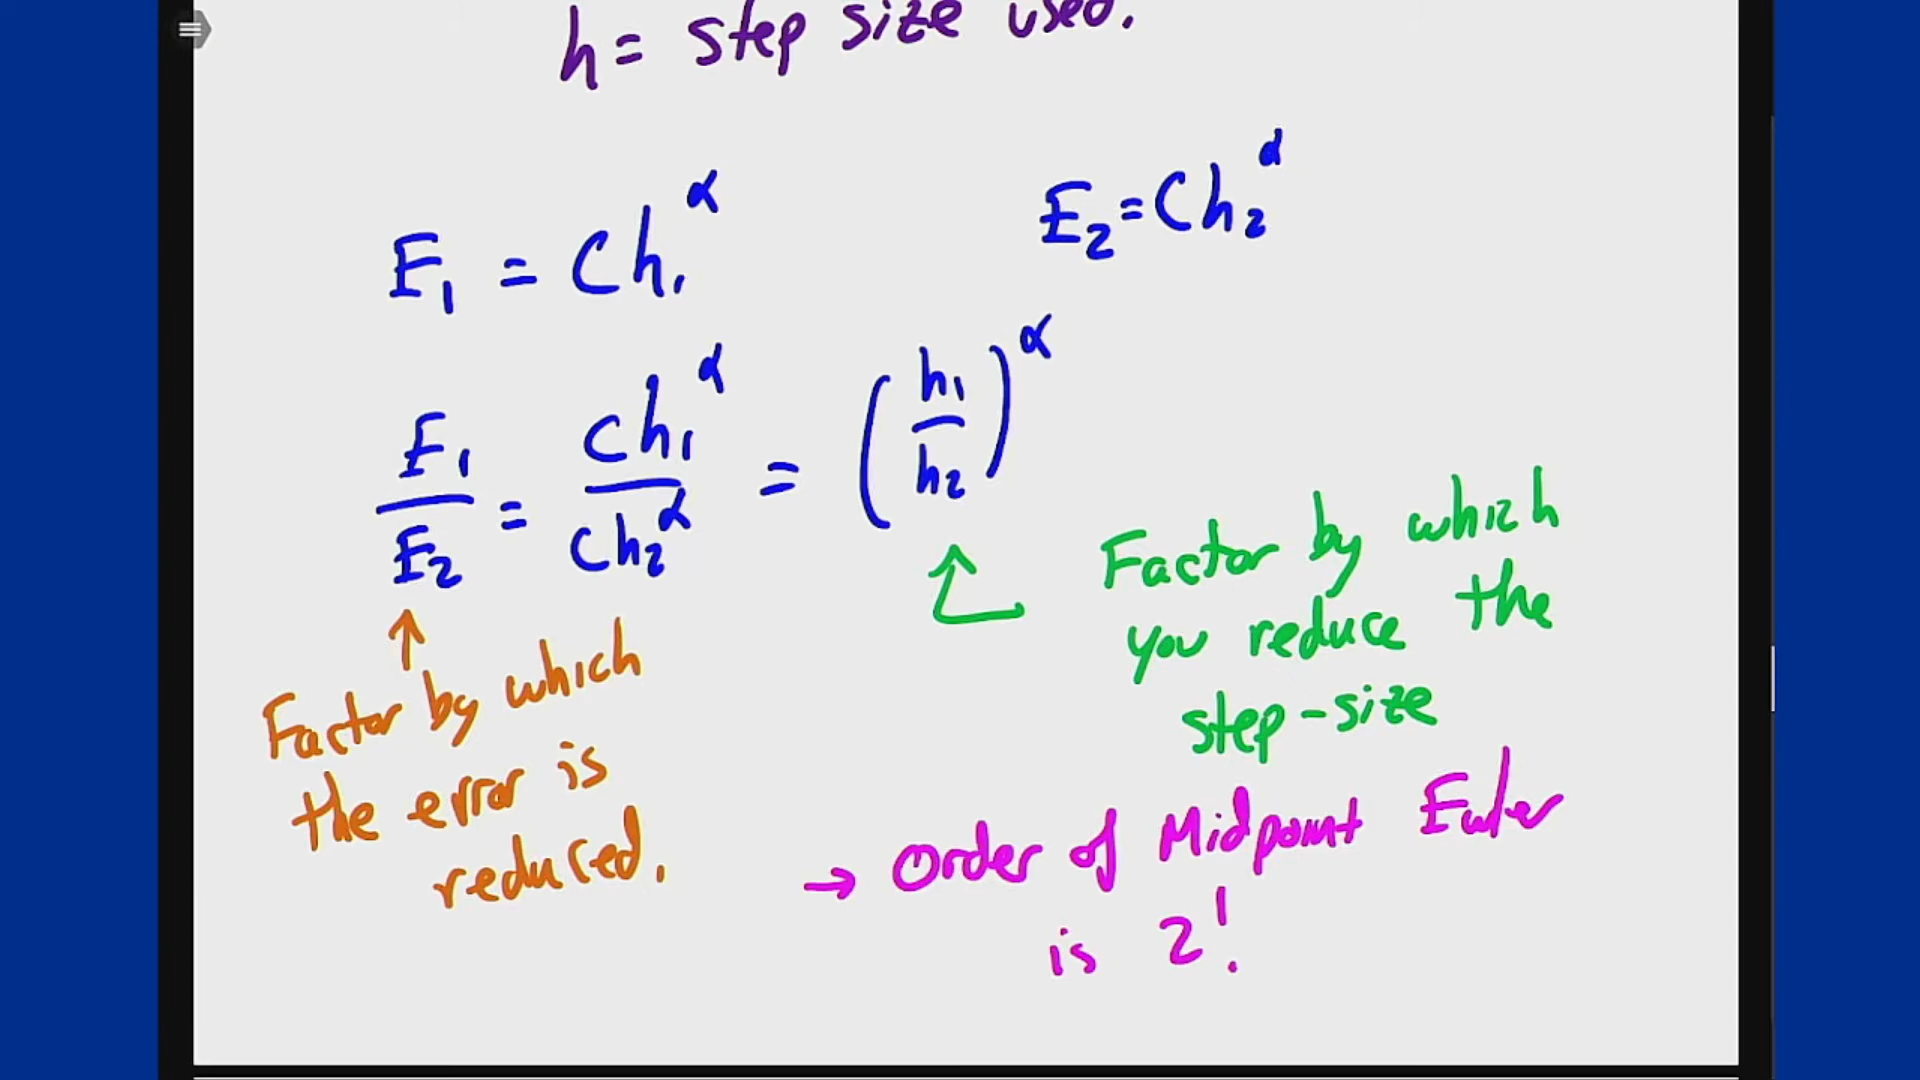 h = step size used.
E₁ = Ch₁^α
E₂ = Ch₂^α
E₁/E₂ = Ch₁^α/Ch₂^α = (h₁/h₂)^α
Factor by which
you reduce the
step-size
Factor by which
the error is
reduced.
→ Order of Midpoint Euler
is 2!